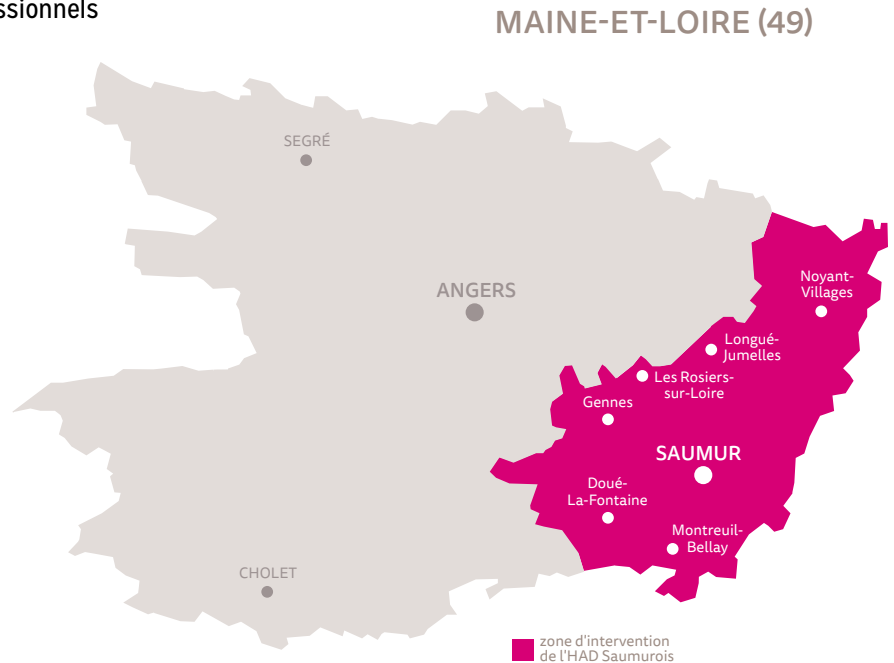 ssionnels
MAINE-ET-LOIRE (49)
SEGRÉ
ANGERS
Noyant-
Villages
Longué-
Jumelles
Les Rosiers-
sur-Loire
Gennes
SAUMUR
Doué-
La-Fontaine
Montreuil-
Bellay
CHOLET
zone d'intervention
de l'HAD Saumurois